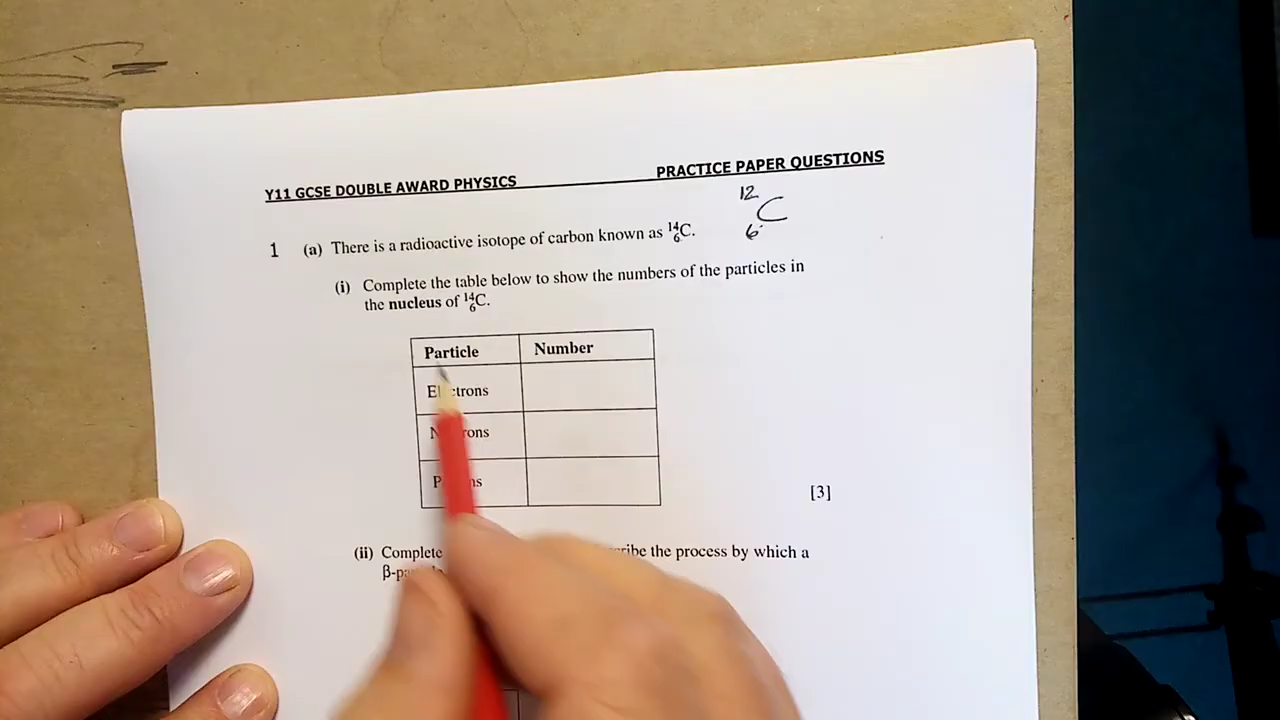 Y11 GCSE DOUBLE AWARD PHYSICS PRACTICE PAPER QUESTIONS
12
6 C
1 (a) There is a radioactive isotope of carbon known as ¹⁴₆C.
(i) Complete the table below to show the numbers of the particles in
the nucleus of ¹⁴₆C.
Particle Number
[3]
(ii) Complete the process by which a